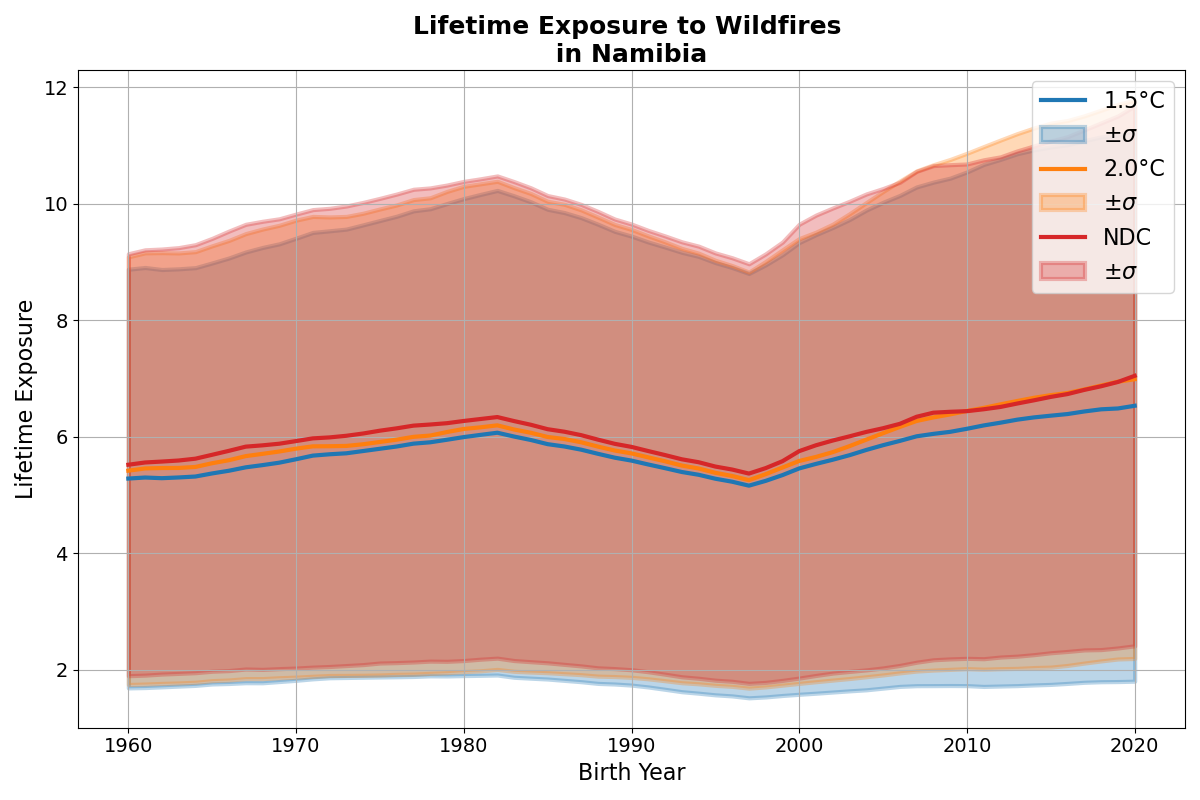 Lifetime Exposure to Wildfires
in Namibia
12
10
8
6
4
2
Lifetime Exposure
1960
1970
1980
1990
2000
2010
2020
Birth Year
1.5°C
±σ
2.0°C
±σ
NDC
±σ